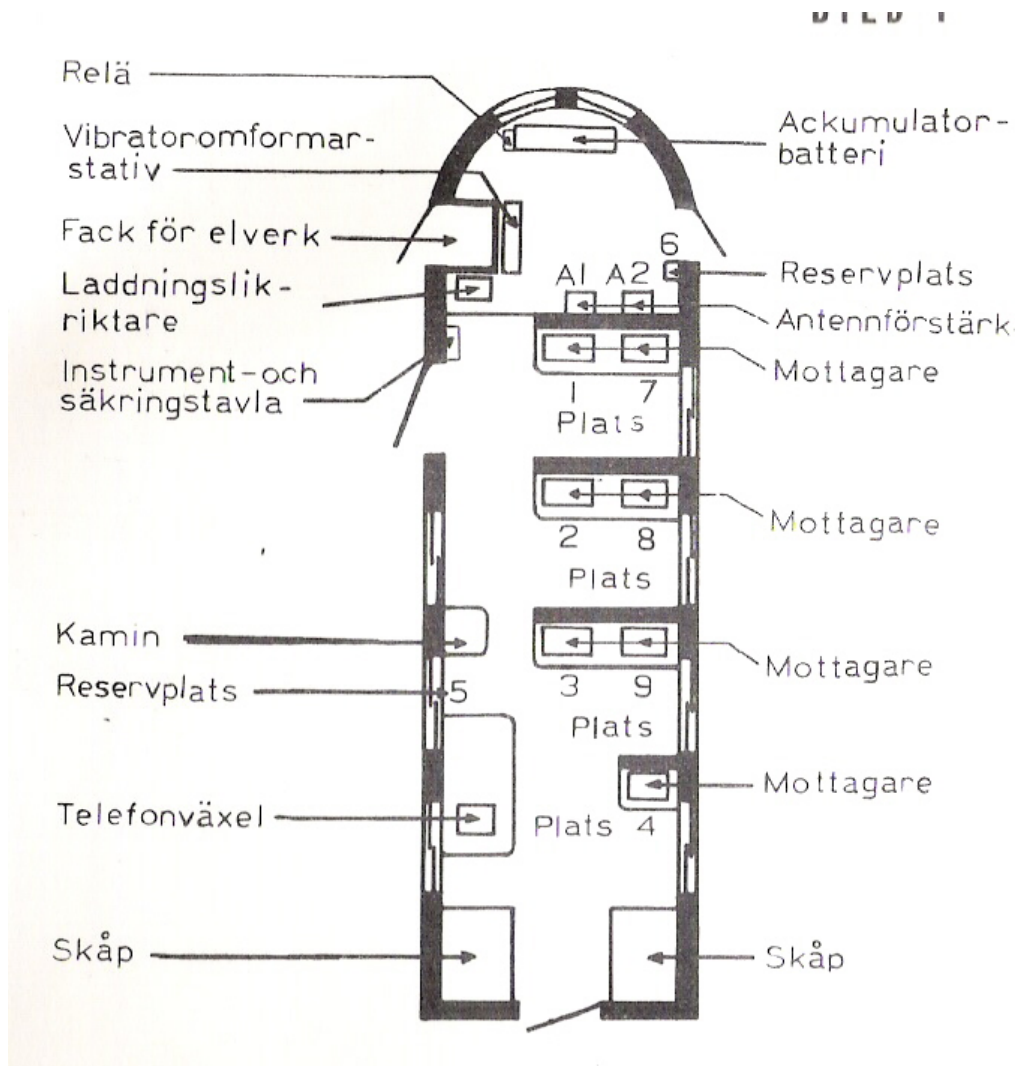 Relä
Vibratoromformar-
stativ
Fack för elverk
Laddningslik-
riktare
Instrument-och
säkringstavla
Kamin
Reservplats
5
Telefonväxel
Skåp
Ackumulator-
batteri
6
Reservplats
A1 A2
Antennförstärk
Mottagare
1 7
Plats
Mottagare
2 8
Plats
Mottagare
3 9
Plats
Mottagare
Plats 4
Skåp